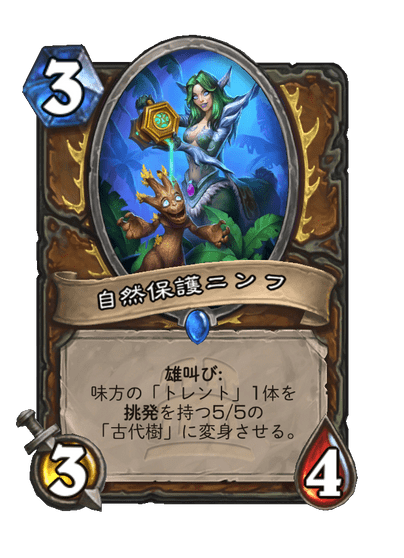 3
自然保護ニンフ
雄叫び:
味方の「トレント」1体を
挑発を持つ5/5の
「古代樹」に変身させる。
3
4